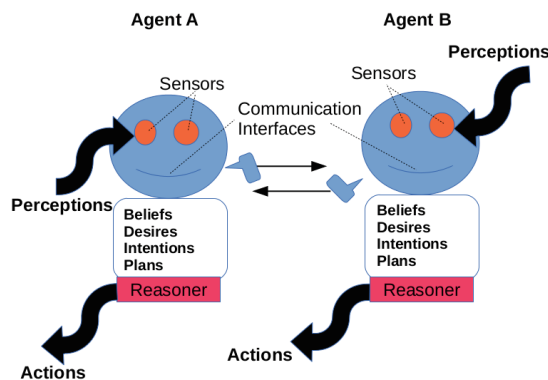 Agent A
Agent B
Perceptions
Sensors
Sensors
Communication
Interfaces
Perceptions
Beliefs
Desires
Intentions
Plans
Reasoner
Beliefs
Desires
Intentions
Plans
Reasoner
Actions
Actions